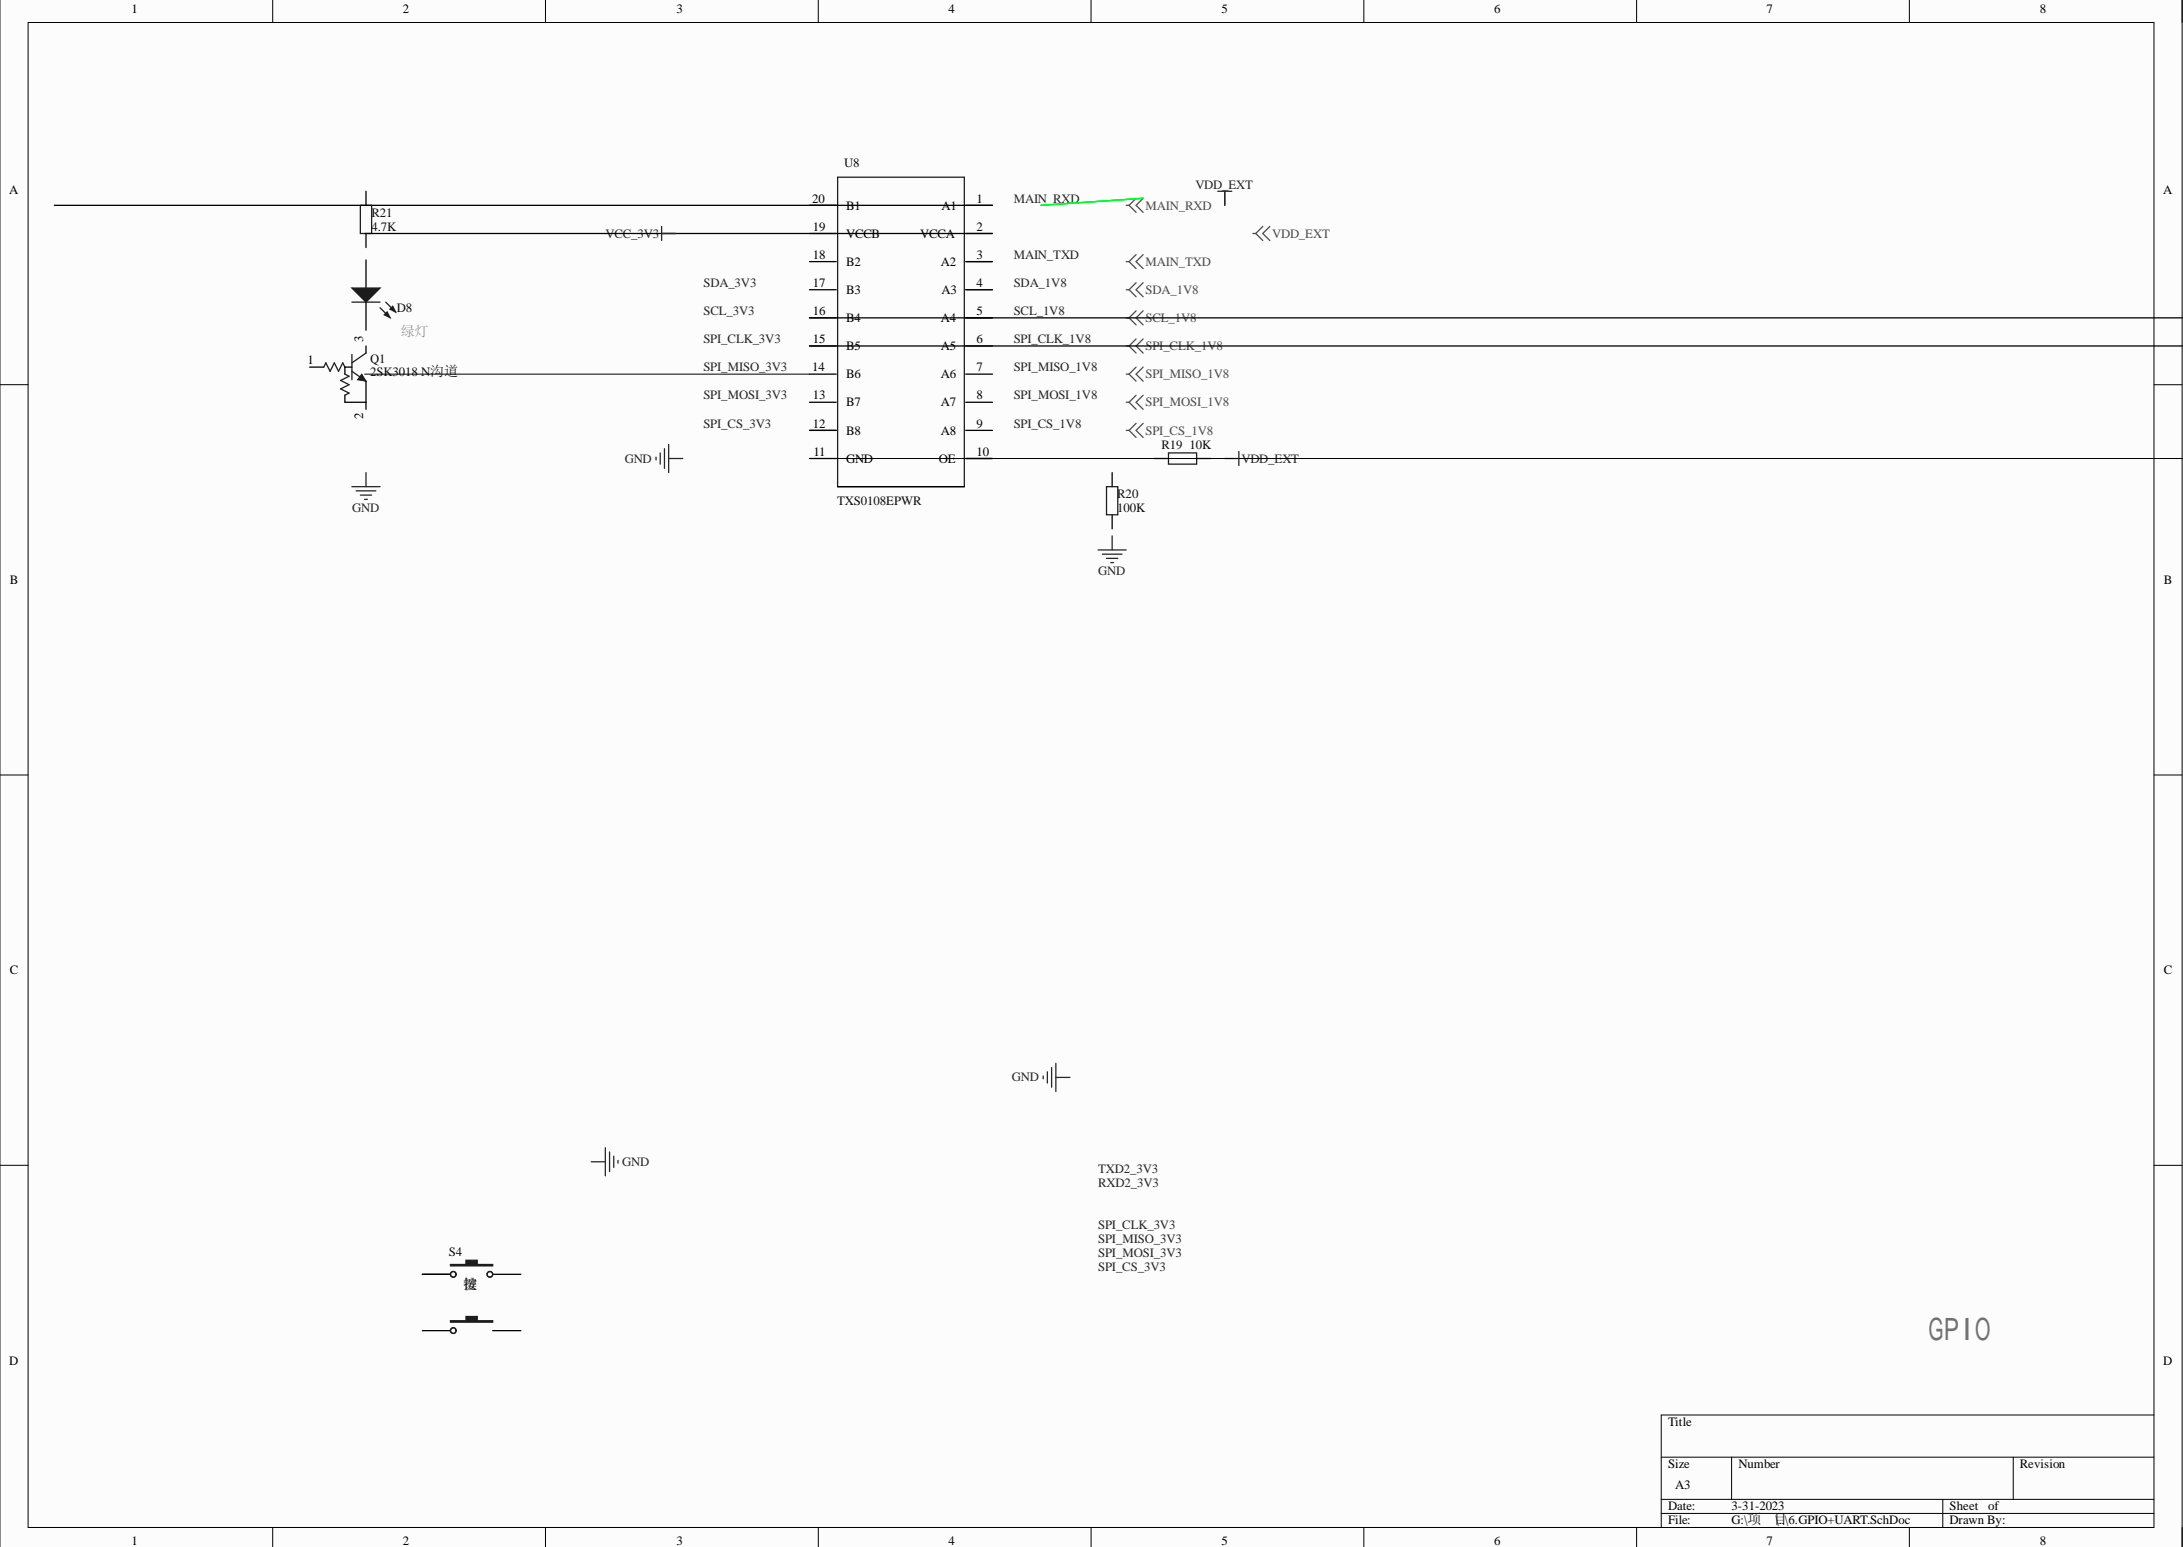 1 2 3 4 5 6 7 8
U8
A A
VDD_EXT
20 B1 A1 1 MAIN_RXD MAIN_RXD
R21
4.7K
VCC_3V3 19 VCCB VCCA 2 VDD_EXT
18 B2 A2 3 MAIN_TXD MAIN_TXD
SDA_3V3 17 B3 A3 4 SDA_1V8 SDA_1V8
D8
绿灯
SCL_3V3 16 B4 A4 5 SCL_1V8 SCL_1V8
SPI_CLK_3V3 15 B5 A5 6 SPI_CLK_1V8 SPI_CLK_1V8
3
1 Q1
2SK3018 N沟道
2
SPI_MISO_3V3 14 B6 A6 7 SPI_MISO_1V8 SPI_MISO_1V8
SPI_MOSI_3V3 13 B7 A7 8 SPI_MOSI_1V8 SPI_MOSI_1V8
SPI_CS_3V3 12 B8 A8 9 SPI_CS_1V8 SPI_CS_1V8
R19 10K
GND 11 GND OE 10 VDD_EXT
TXS0108EPWR
R20
100K
GND
GND
B B
C C
GND
GND
TXD2_3V3
RXD2_3V3
SPI_CLK_3V3
SPI_MISO_3V3
SPI_MOSI_3V3
SPI_CS_3V3
S4
GPIO
D D
Title
Size Number Revision
A3
Date: 3-31-2023 Sheet of
File: G:\项 目\6.GPIO+UART.SchDoc Drawn By:
1 2 3 4 5 6 7 8